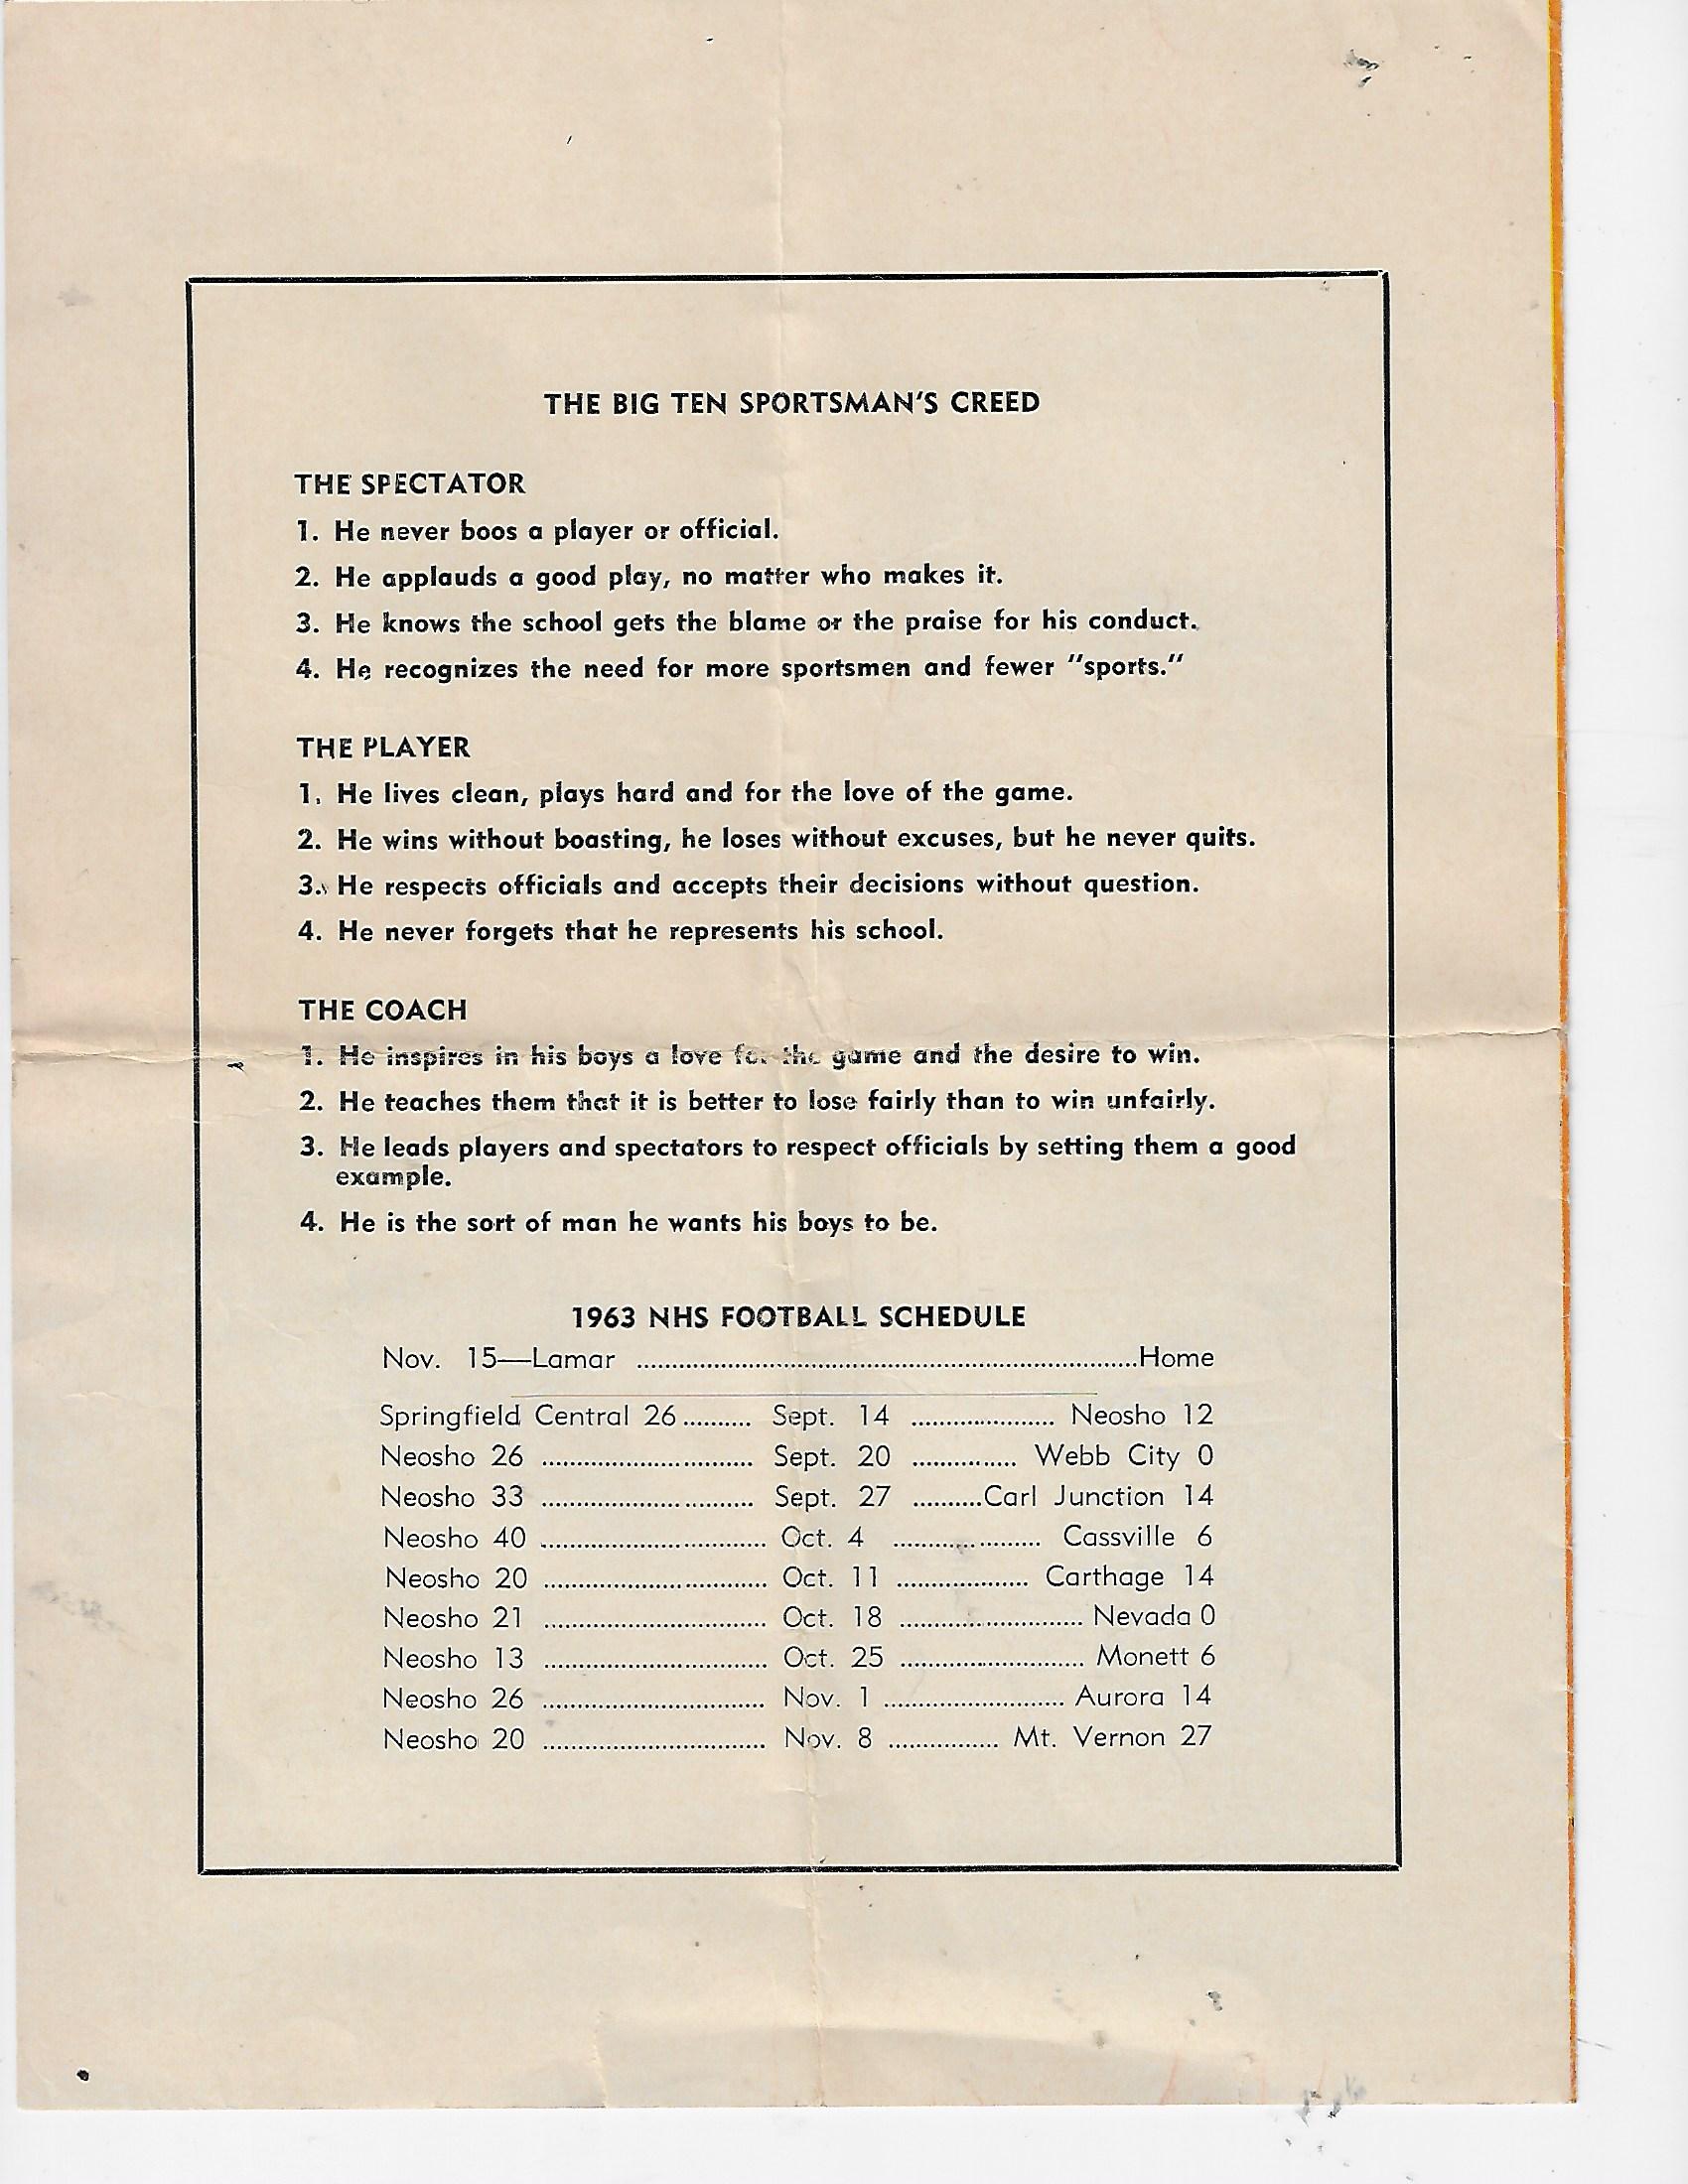 THE BIG TEN SPORTSMAN'S CREED
THE SPECTATOR
1. He never boos a player or official.
2. He applauds a good play, no matter who makes it.
3. He knows the school gets the blame or the praise for his conduct.
4. He recognizes the need for more sportsmen and fewer "sports."
THE PLAYER
1. He lives clean, plays hard and for the love of the game.
2. He wins without boasting, he loses without excuses, but he never quits.
3. He respects officials and accepts their decisions without question.
4. He never forgets that he represents his school.
THE COACH
1. He inspires in his boys a love for the game and the desire to win.
2. He teaches them that it is better to lose fairly than to win unfairly.
3. He leads players and spectators to respect officials by setting them a good
example.
4. He is the sort of man he wants his boys to be.
1963 NHS FOOTBALL SCHEDULE
Nov. 15—Lamar ........................................ Home
Springfield Central 26 .......... Sept. 14 .......... Neosho 12
Neosho 26 .......... Sept. 20 .......... Webb City 0
Neosho 33 .......... Sept. 27 .......... Carl Junction 14
Neosho 40 .......... Oct. 4 .......... Cassville 6
Neosho 20 .......... Oct. 11 .......... Carthage 14
Neosho 21 .......... Oct. 18 .......... Nevada 0
Neosho 13 .......... Oct. 25 .......... Monett 6
Neosho 26 .......... Nov. 1 .......... Aurora 14
Neosho 20 .......... Nov. 8 .......... Mt. Vernon 27